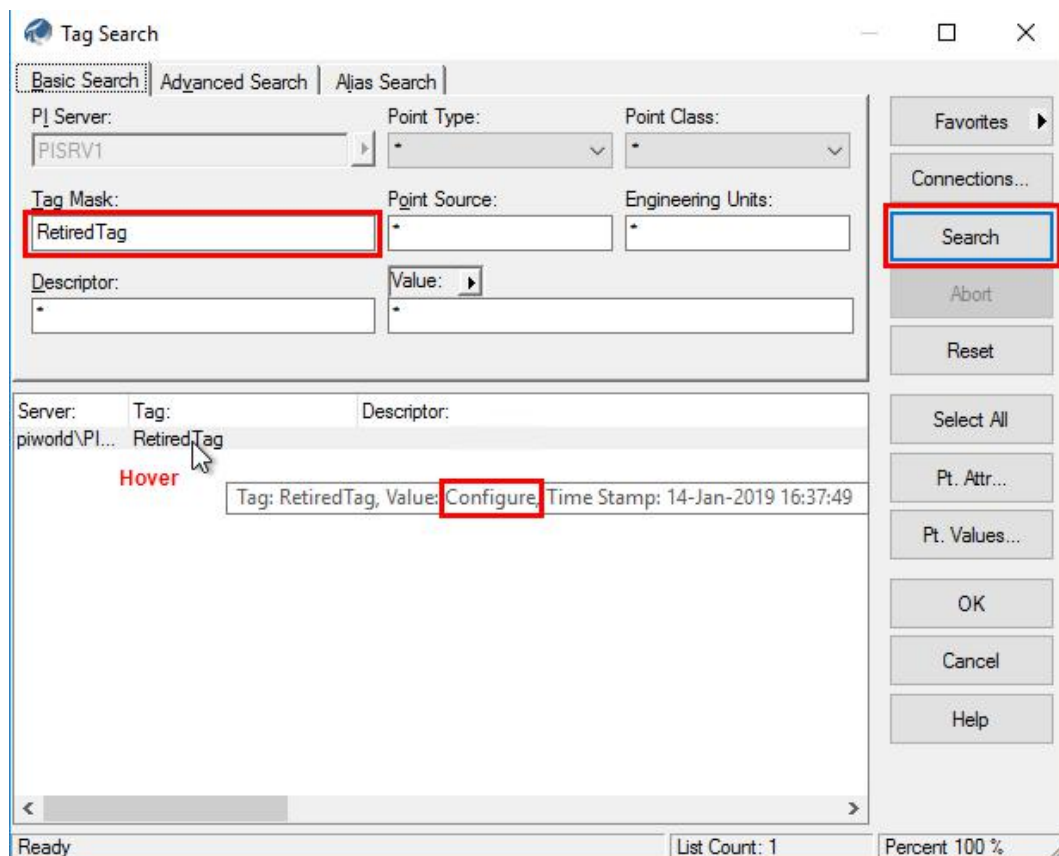 Tag Search
Basic Search Advanced Search Alias Search
PI Server: Point Type: Point Class:
PISRV1 * *
Favorites
Connections...
Tag Mask: Point Source: Engineering Units:
RetiredTag * *
Search
Descriptor: Value:
* *
Abort
Reset
Server: Tag: Descriptor:
piworld\PI... RetiredTag
Hover
Tag: RetiredTag, Value: Configure, Time Stamp: 14-Jan-2019 16:37:49
Select All
Pt. Attr...
Pt. Values...
OK
Cancel
Help
Ready List Count: 1 Percent 100 %